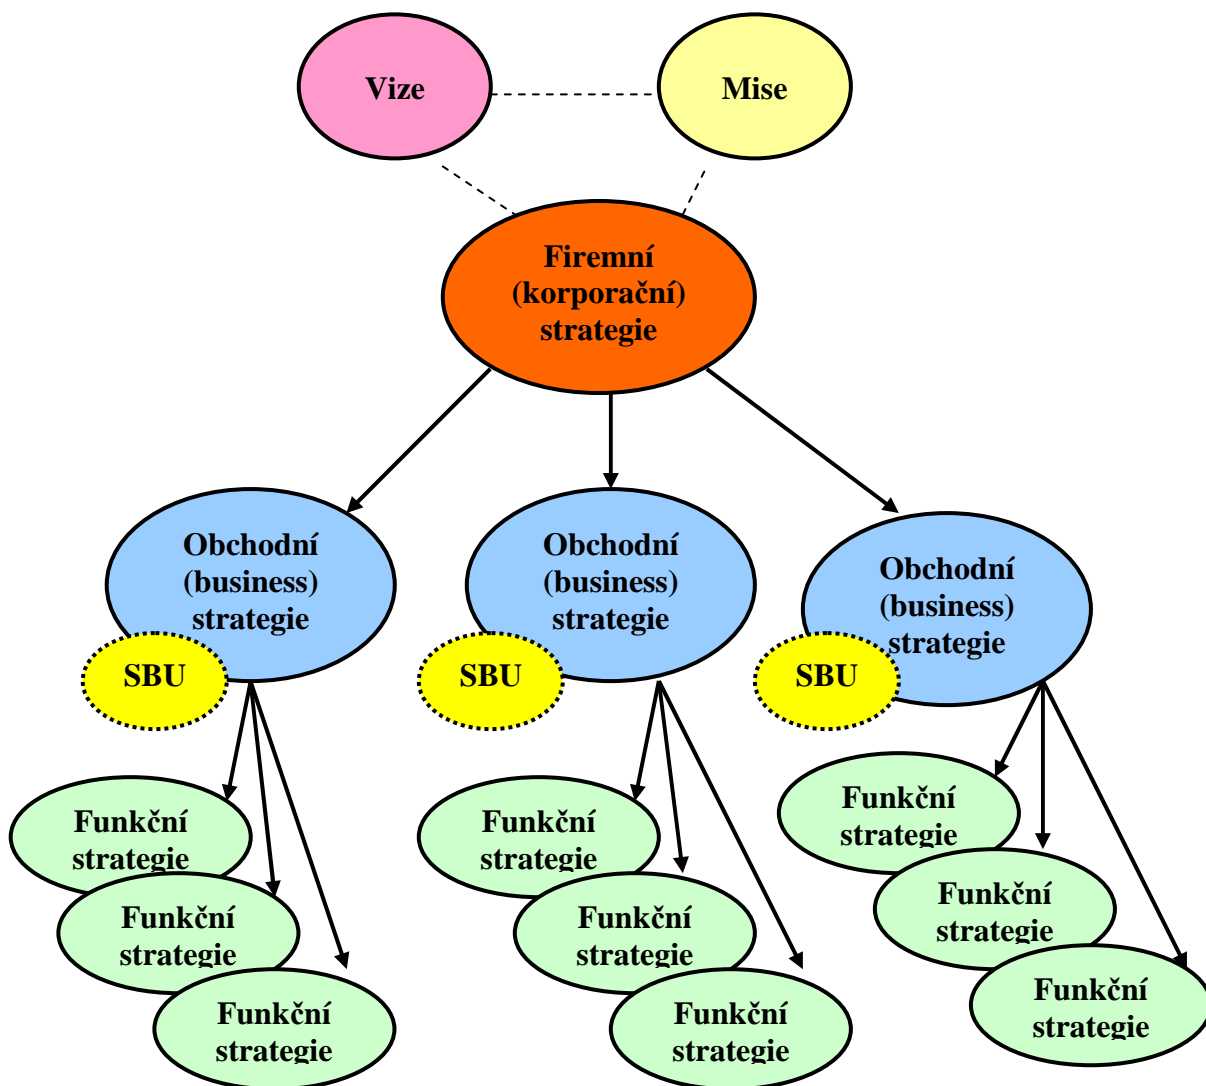 Vize
Mise
Firemní
(korporační)
strategie
Obchodní
(business)
strategie
SBU
Obchodní
(business)
strategie
SBU
Obchodní
(business)
strategie
SBU
Funkční
strategie
Funkční
strategie
Funkční
strategie
Funkční
strategie
Funkční
strategie
Funkční
strategie
Funkční
strategie
Funkční
strategie
Funkční
strategie